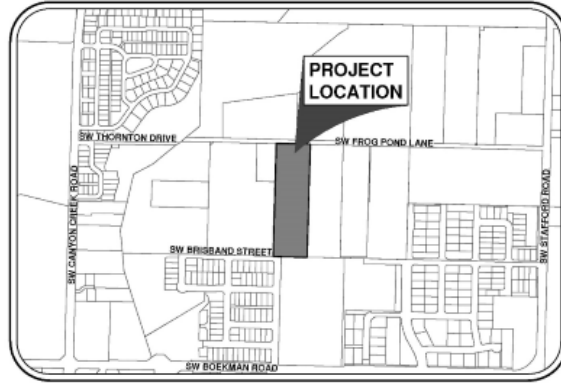 PROJECT
LOCATION
SW THORNTON DRIVE
SW FROG POND LANE
SW CANYON CREEK ROAD
SW STAFFORD ROAD
SW BRISBAND STREET
SW BOEKMAN ROAD